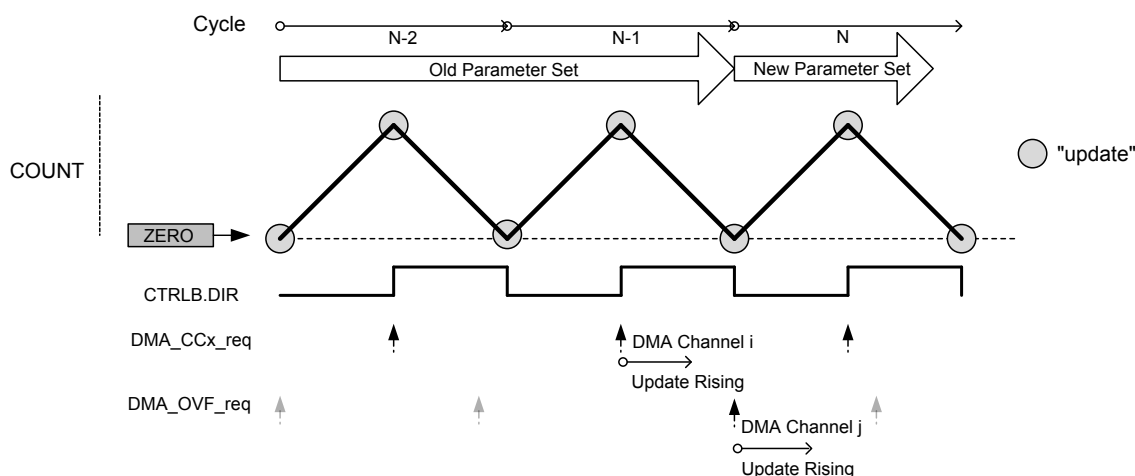 Cycle
N-2 N-1 N
Old Parameter Set New Parameter Set
COUNT
"update"
ZERO
CTRLB.DIR
DMA_CCx_req
DMA Channel i
Update Rising
DMA_OVF_req
DMA Channel j
Update Rising